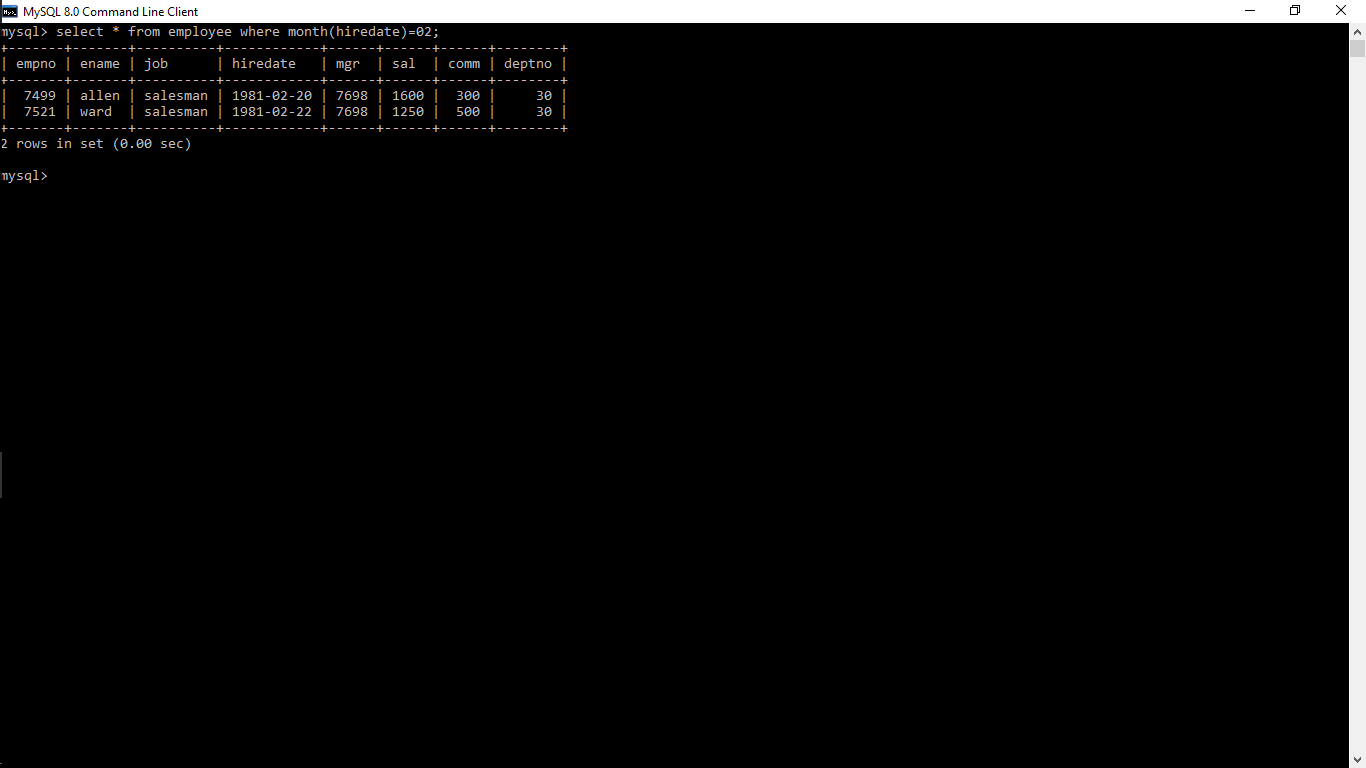 MySQL 8.0 Command Line Client
mysql> select * from employee where month(hiredate)=02;
+-------+-------+----------+------------+------+------+------+--------+
| empno | ename | job      | hiredate   | mgr  | sal  | comm | deptno |
+-------+-------+----------+------------+------+------+------+--------+
|  7499 | allen | salesman | 1981-02-20 | 7698 | 1600 |  300 |     30 |
|  7521 | ward  | salesman | 1981-02-22 | 7698 | 1250 |  500 |     30 |
+-------+-------+----------+------------+------+------+------+--------+
2 rows in set (0.00 sec)
mysql>